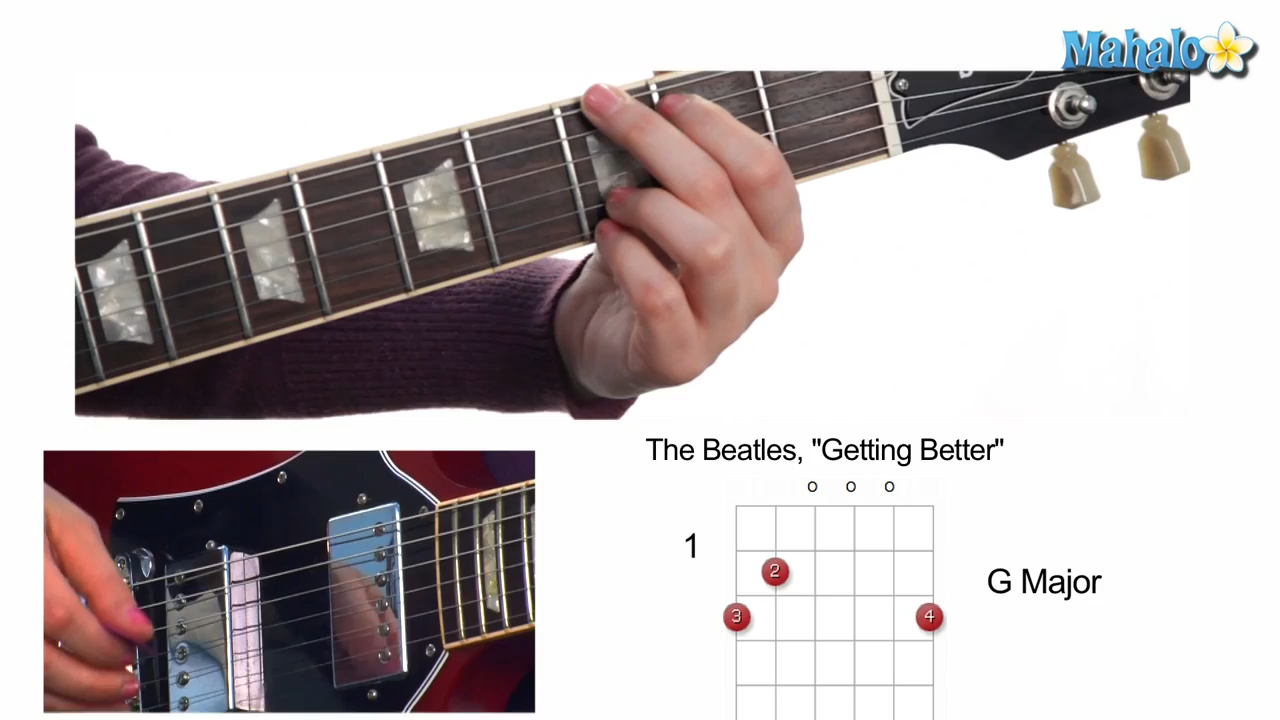 Mahalo
The Beatles, "Getting Better"
o o o
1
2
3 4
G Major